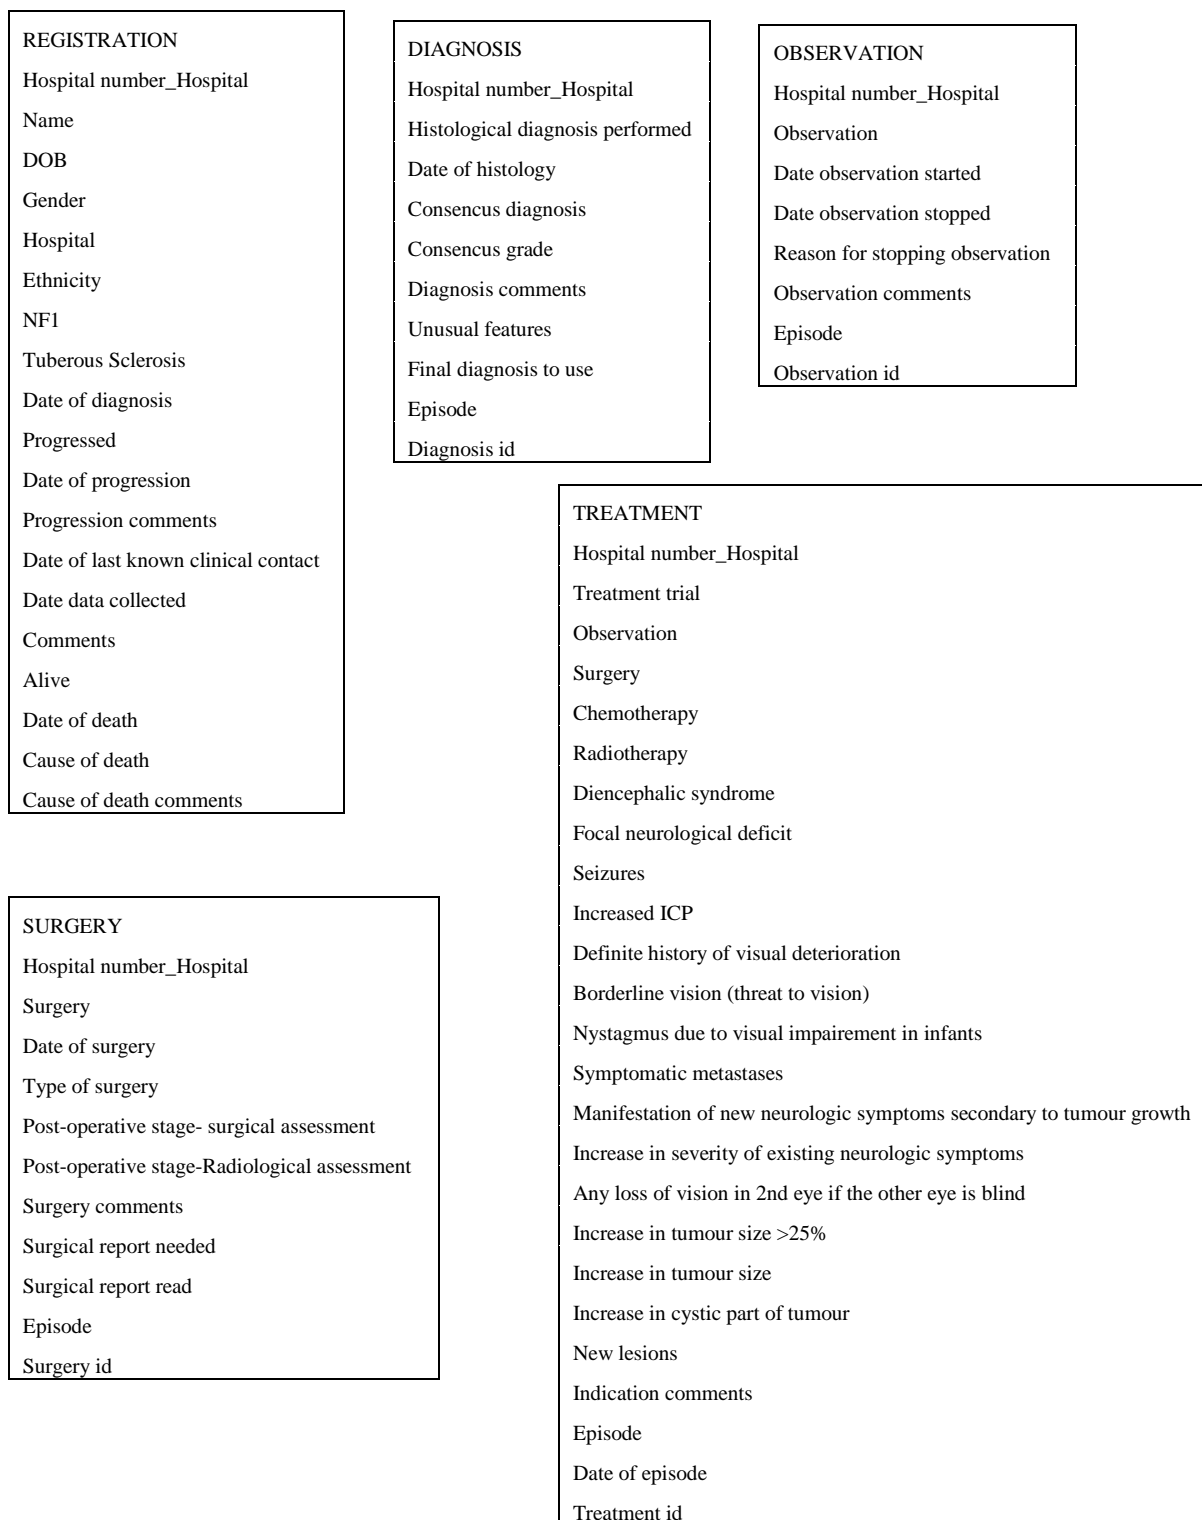 REGISTRATION
Hospital number_Hospital
Name
DOB
Gender
Hospital
Ethnicity
NF1
Tuberous Sclerosis
Date of diagnosis
Progressed
Date of progression
Progression comments
Date of last known clinical contact
Date data collected
Comments
Alive
Date of death
Cause of death
Cause of death comments
DIAGNOSIS
Hospital number_Hospital
Histological diagnosis performed
Date of histology
Consencus diagnosis
Consencus grade
Diagnosis comments
Unusual features
Final diagnosis to use
Episode
Diagnosis id
OBSERVATION
Hospital number_Hospital
Observation
Date observation started
Date observation stopped
Reason for stopping observation
Observation comments
Episode
Observation id
TREATMENT
Hospital number_Hospital
Treatment trial
Observation
Surgery
Chemotherapy
Radiotherapy
Diencephalic syndrome
Focal neurological deficit
Seizures
Increased ICP
Definite history of visual deterioration
Borderline vision (threat to vision)
Nystagmus due to visual impairement in infants
Symptomatic metastases
Manifestation of new neurologic symptoms secondary to tumour growth
Increase in severity of existing neurologic symptoms
Any loss of vision in 2nd eye if the other eye is blind
Increase in tumour size >25%
Increase in tumour size
Increase in cystic part of tumour
New lesions
Indication comments
Episode
Date of episode
Treatment id
SURGERY
Hospital number_Hospital
Surgery
Date of surgery
Type of surgery
Post-operative stage- surgical assessment
Post-operative stage-Radiological assessment
Surgery comments
Surgical report needed
Surgical report read
Episode
Surgery id